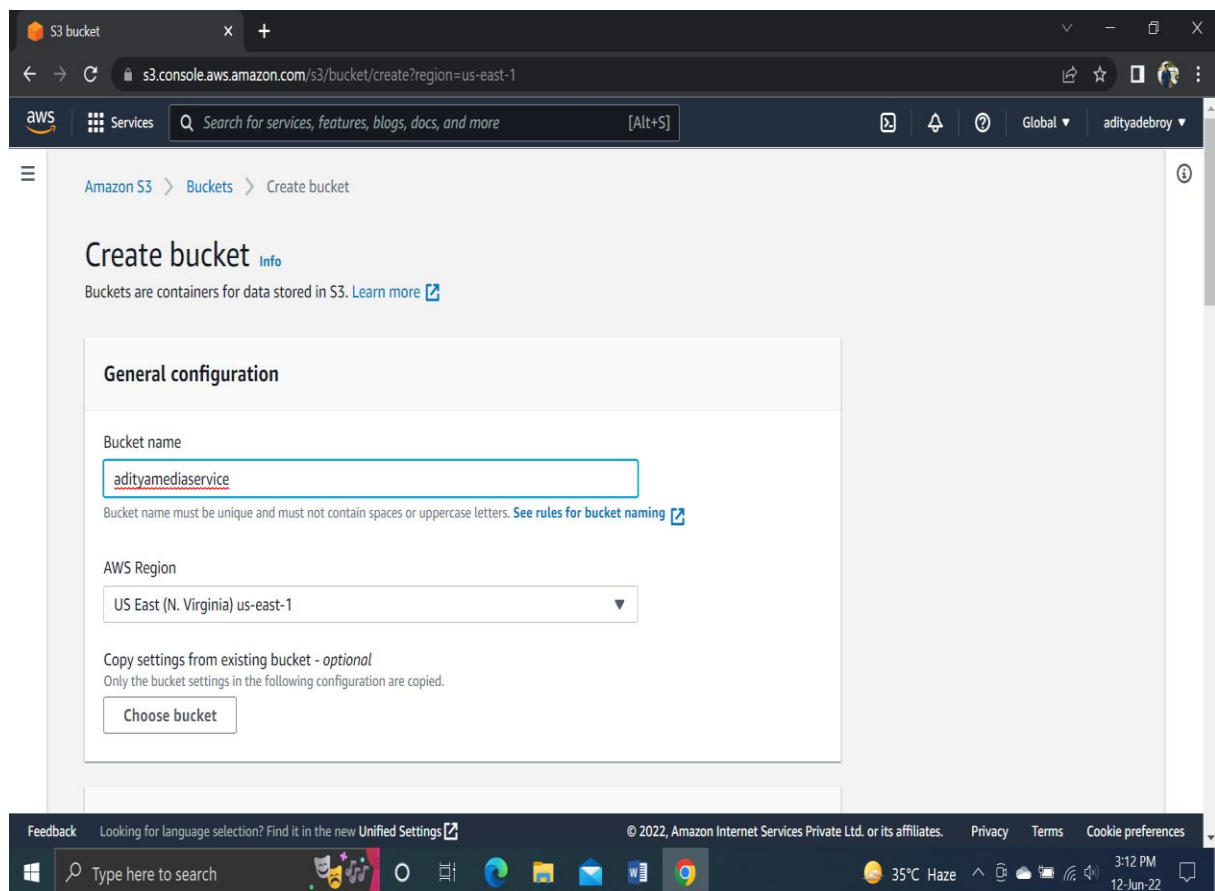 S3 bucket
s3.console.aws.amazon.com/s3/bucket/create?region=us-east-1
aws Services Search for services, features, blogs, docs, and more [Alt+S] Global adityadebroy
Amazon S3 > Buckets > Create bucket
Create bucket Info
Buckets are containers for data stored in S3. Learn more
General configuration
Bucket name
adityamediaservice
Bucket name must be unique and must not contain spaces or uppercase letters. See rules for bucket naming
AWS Region
US East (N. Virginia) us-east-1
Copy settings from existing bucket - optional
Only the bucket settings in the following configuration are copied.
Choose bucket
Feedback Looking for language selection? Find it in the new Unified Settings © 2022, Amazon Internet Services Private Ltd. or its affiliates. Privacy Terms Cookie preferences
Type here to search 35°C Haze 3:12 PM
12-Jun-22